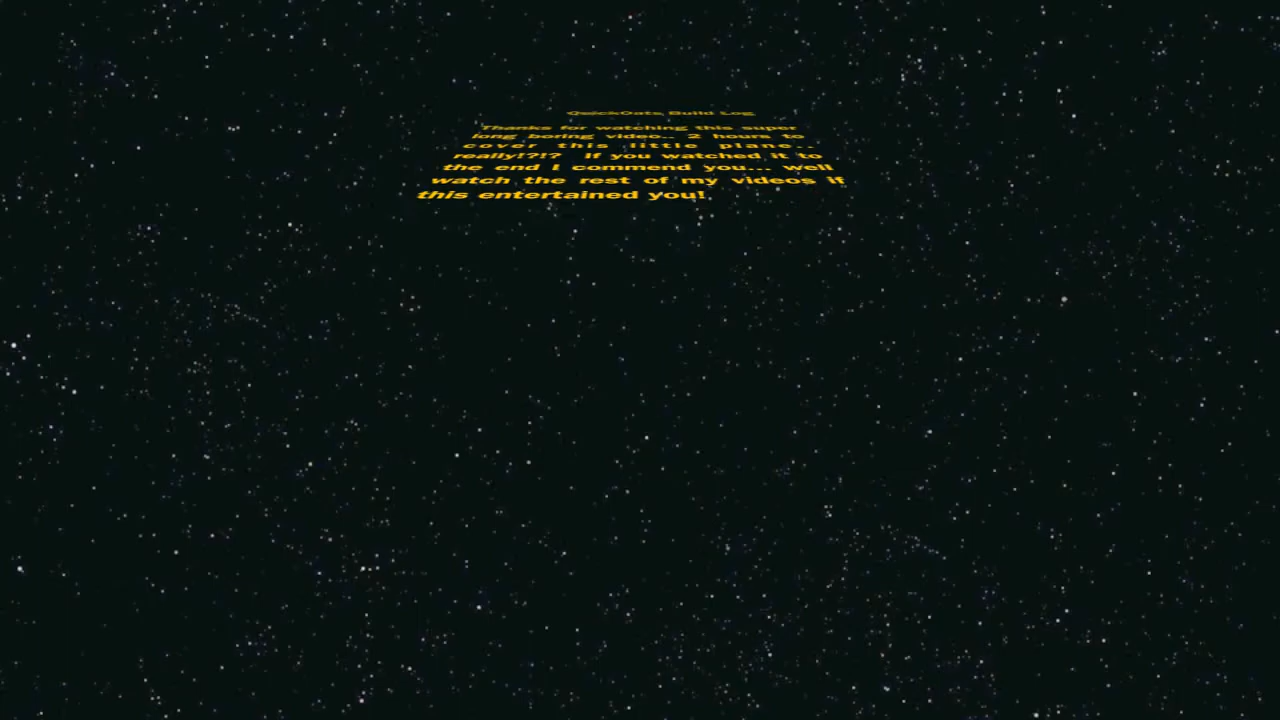 QuickOats Build Log
Thanks for watching this super
long boring video.. 2 hours to
cover this little plane..
really!?!? If you watched it to
the end I commend you... well
watch the rest of my videos if
this entertained you!